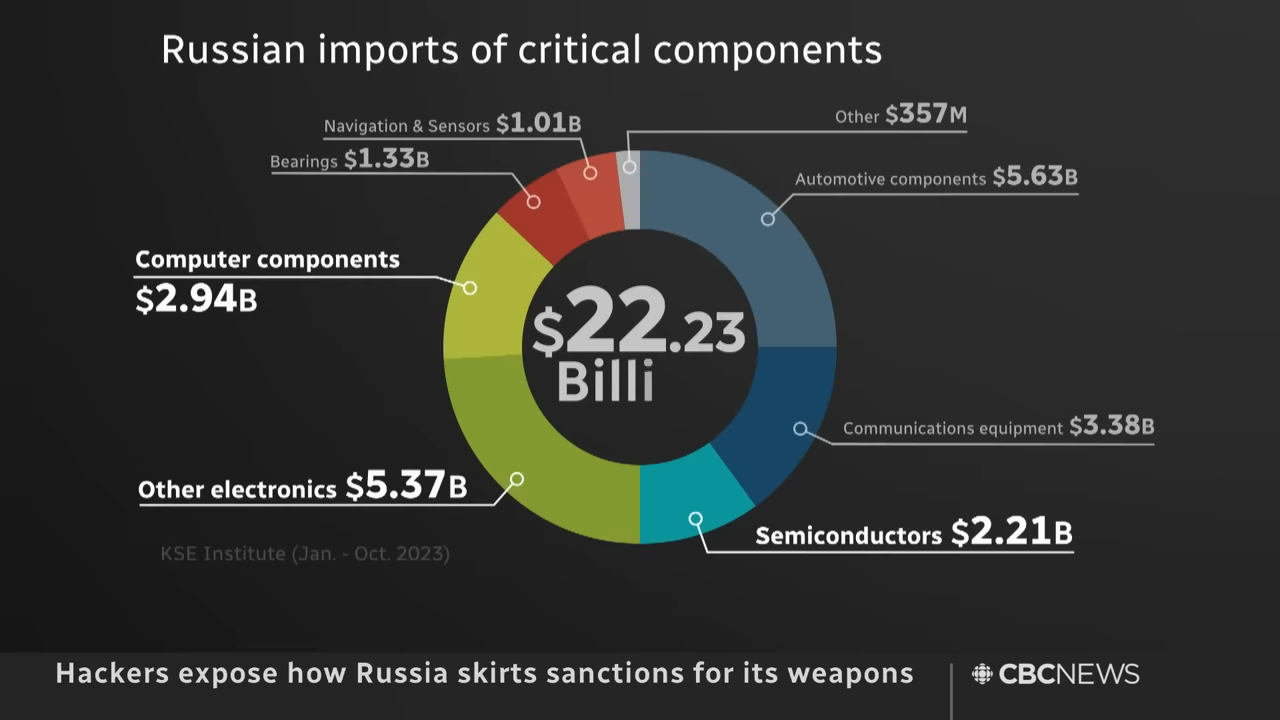 Russian imports of critical components
Other $357M
Navigation & Sensors $1.01B
Bearings $1.33B
Automotive components $5.63B
Computer components
$2.94B
$22.23
Billi
Communications equipment $3.38B
Other electronics $5.37B
Semiconductors $2.21B
KSE Institute (Jan. - Oct. 2023)
Hackers expose how Russia skirts sanctions for its weapons
CBCNEWS